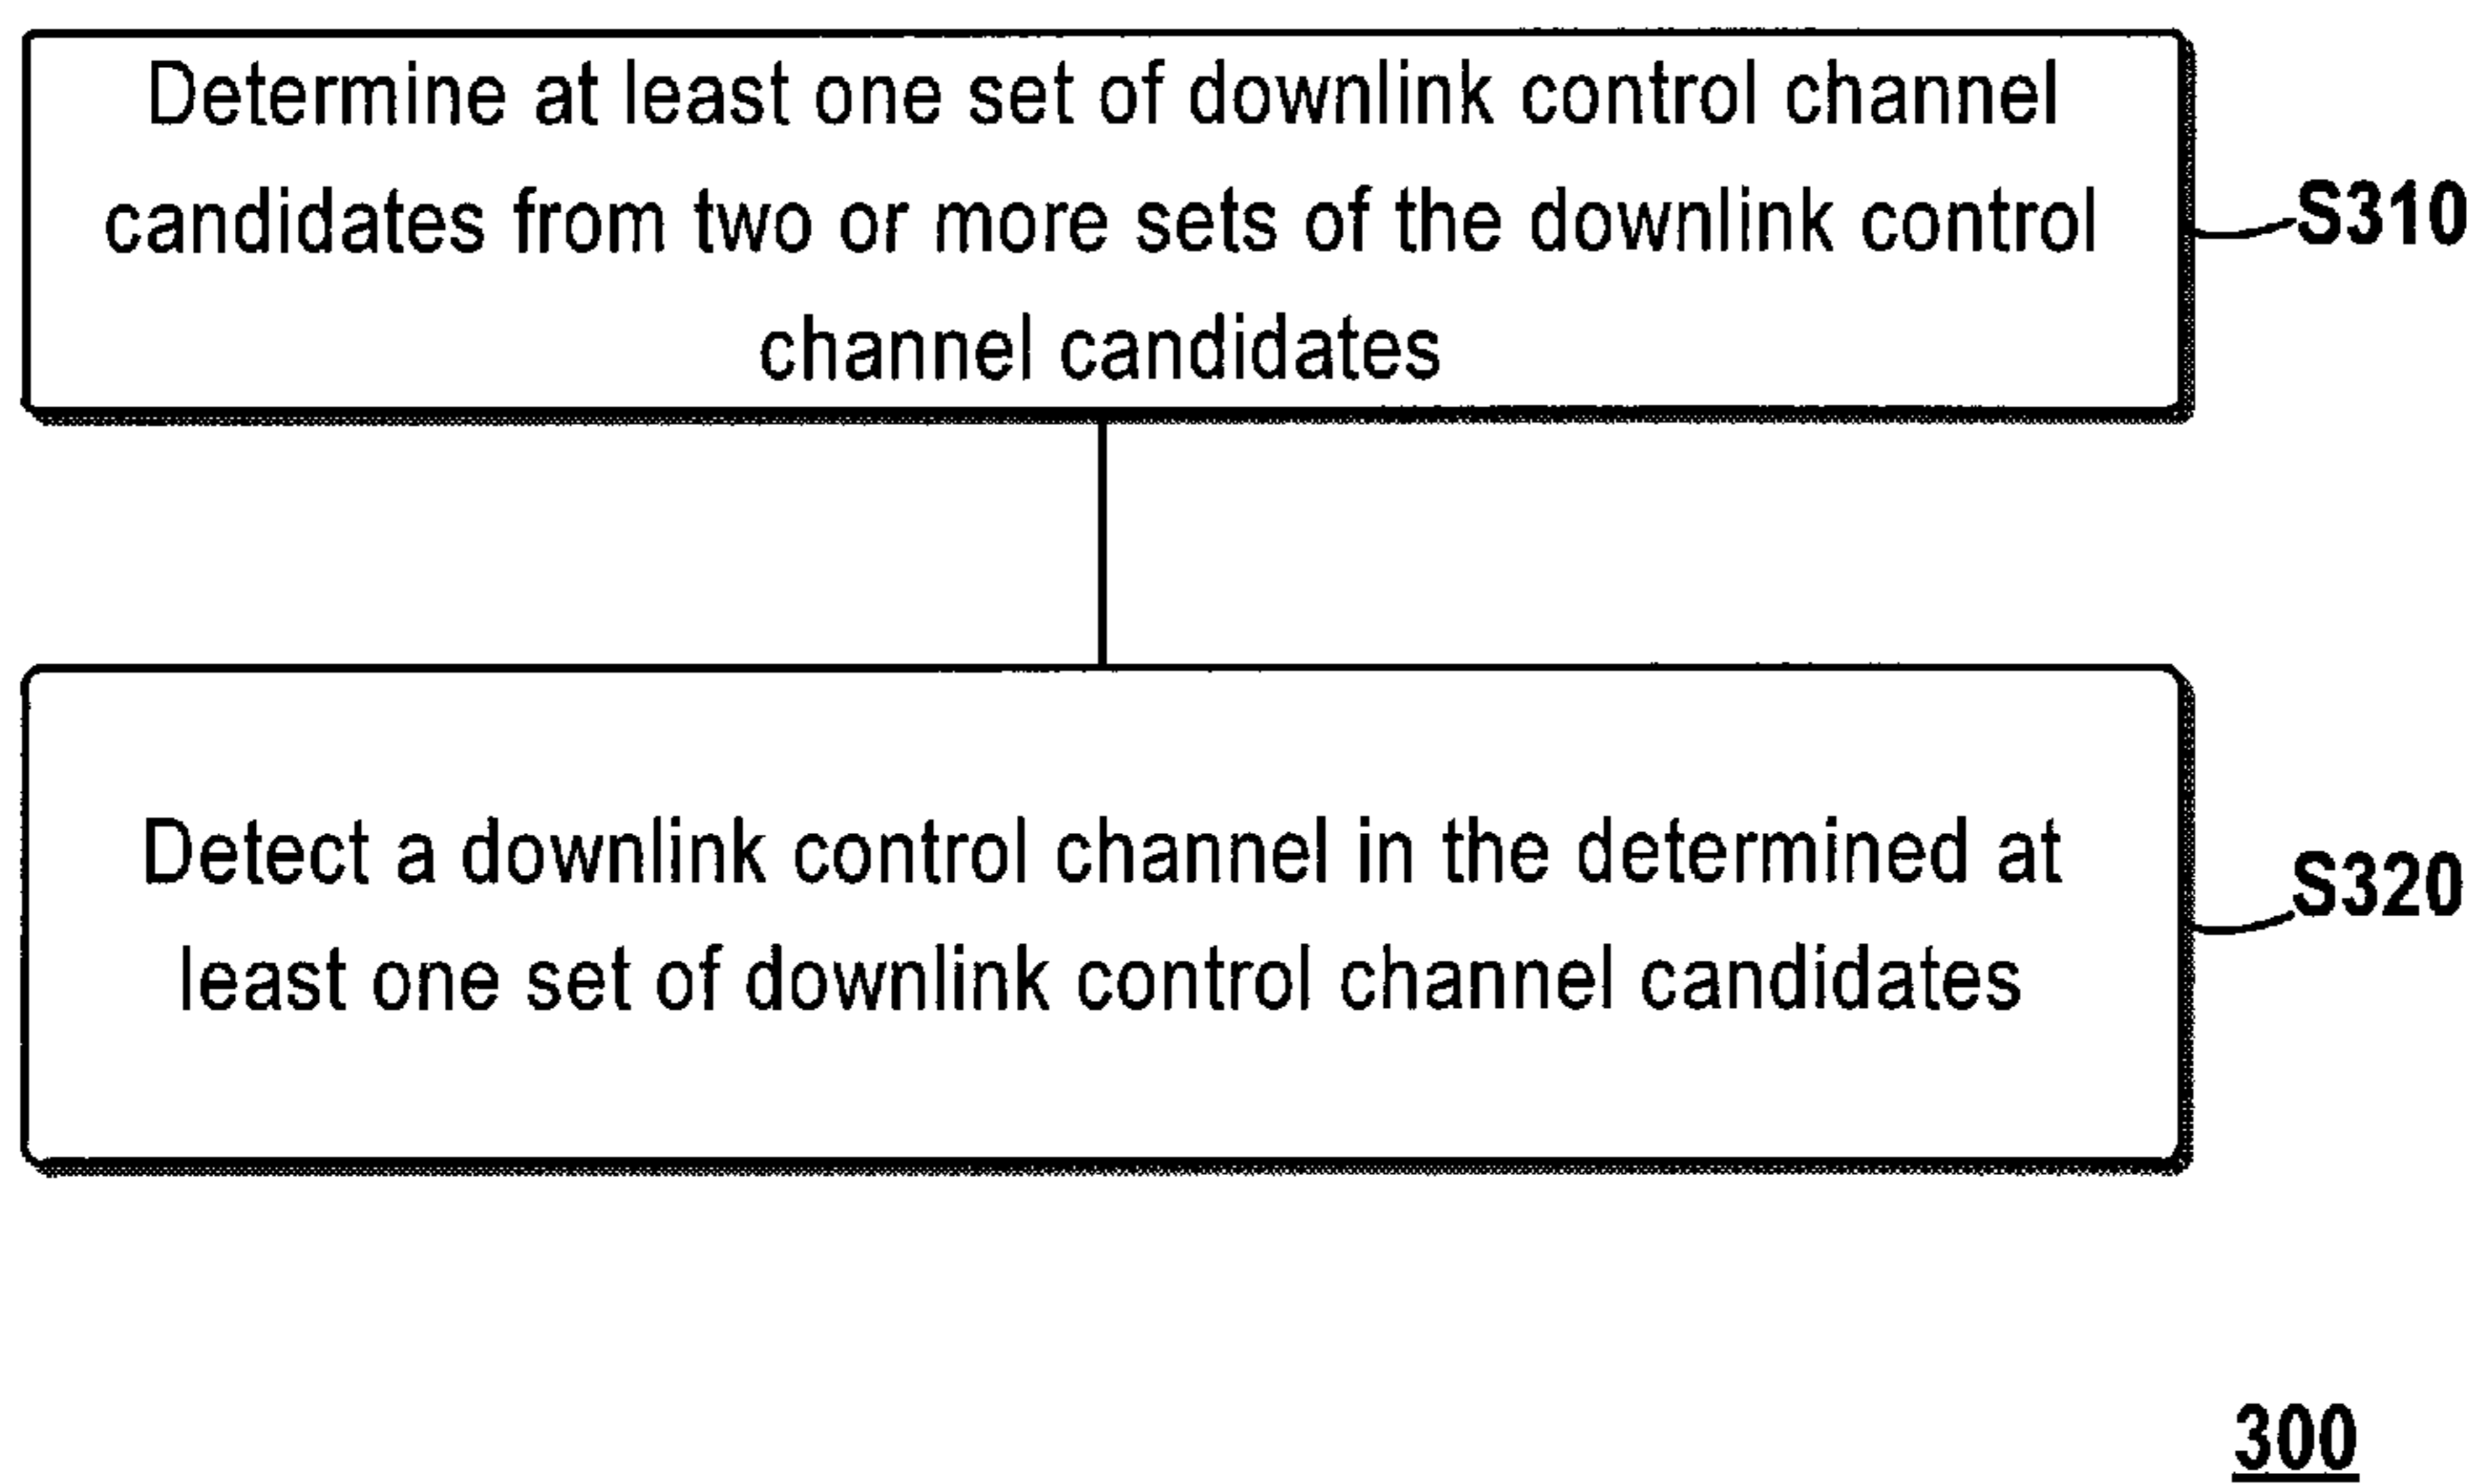 Determine at least one set of downlink control channel
candidates from two or more sets of the downlink control
channel candidates
S310
Detect a downlink control channel in the determined at
least one set of downlink control channel candidates
S320
300